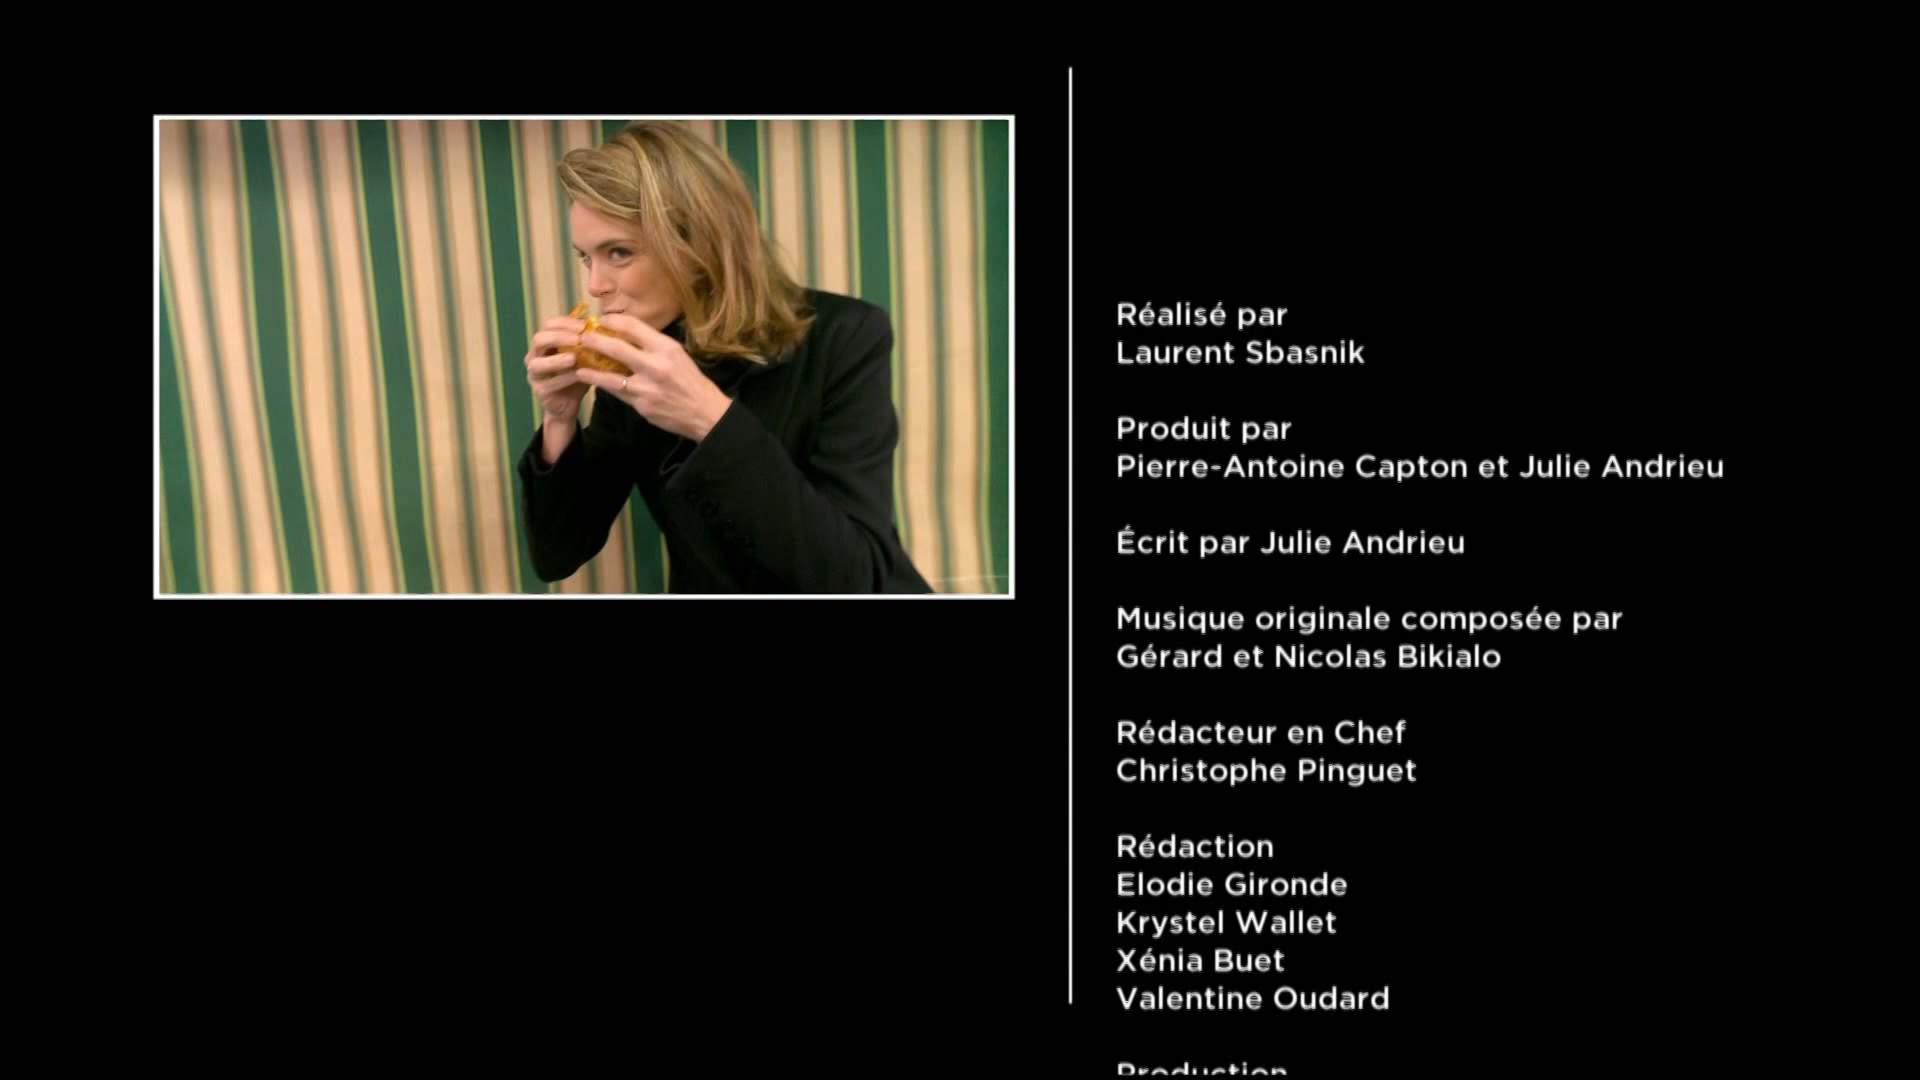 Réalisé par
Laurent Sbasnik
Produit par
Pierre-Antoine Capton et Julie Andrieu
Écrit par Julie Andrieu
Musique originale composée par
Gérard et Nicolas Bikialo
Rédacteur en Chef
Christophe Pinguet
Rédaction
Elodie Gironde
Krystel Wallet
Xénia Buet
Valentine Oudard
Production